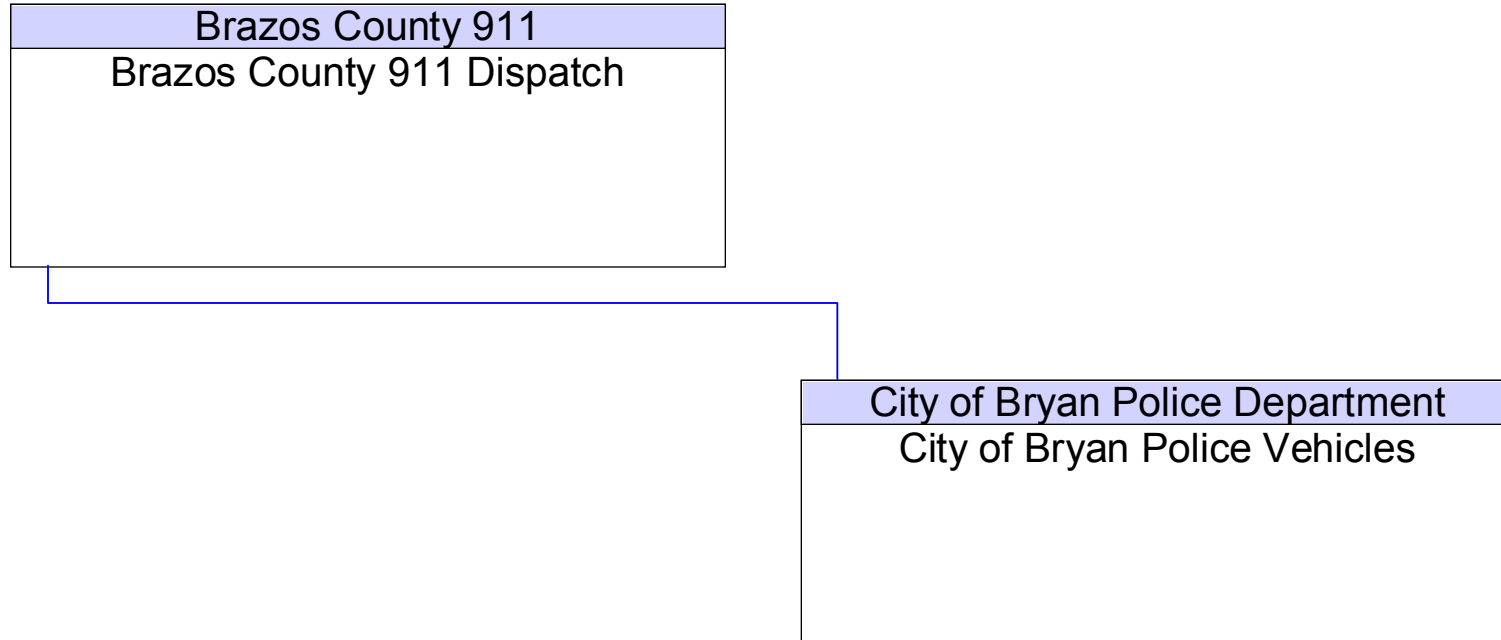 Brazos County 911
Brazos County 911 Dispatch
City of Bryan Police Department
City of Bryan Police Vehicles